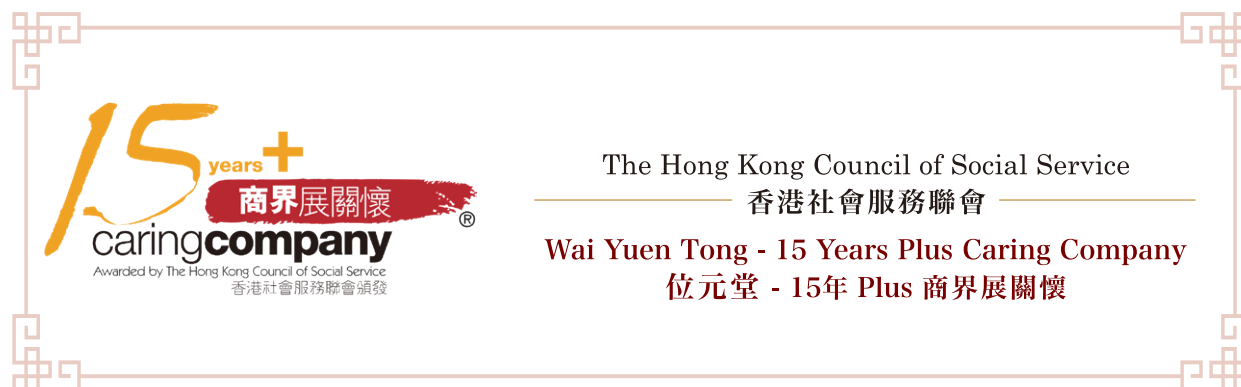 15 years +
商界展關懷
caringcompany®
Awarded by The Hong Kong Council of Social Service
香港社會服務聯會頒發
The Hong Kong Council of Social Service
香港社會服務聯會
Wai Yuen Tong - 15 Years Plus Caring Company
位元堂 - 15年 Plus 商界展關懷